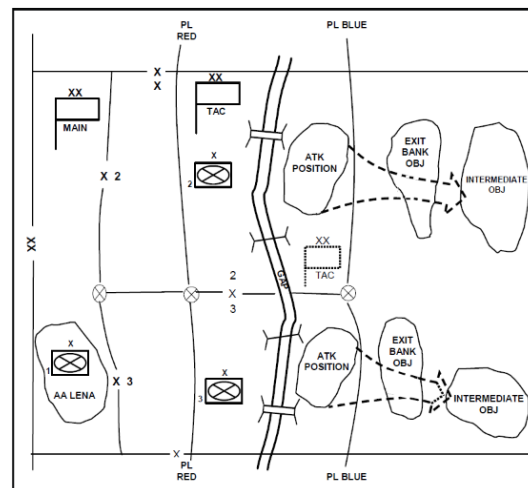 PL
RED
PL BLUE
XX
MAIN
X
X
XX
TAC
X
2
ATK
POSITION
EXIT
BANK
OBJ
INTERMEDIATE
OBJ
X 2
XX
XX
TAC
GAP
2
X
3
X
1
AA LENA
X 3
X
3
ATK
POSITION
EXIT
BANK
OBJ
INTERMEDIATE
OBJ
X
PL
RED
PL BLUE